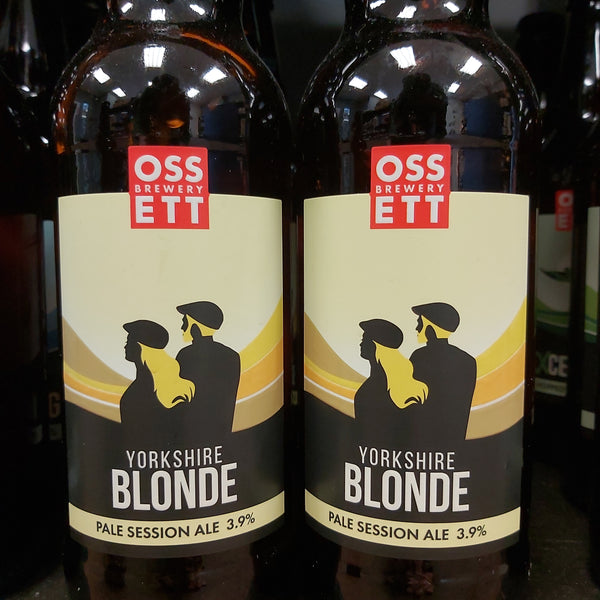 OSS
BREWERY
ETT
YORKSHIRE
BLONDE
PALE SESSION ALE 3.9%
OSS
BREWERY
ETT
YORKSHIRE
BLONDE
PALE SESSION ALE 3.9%